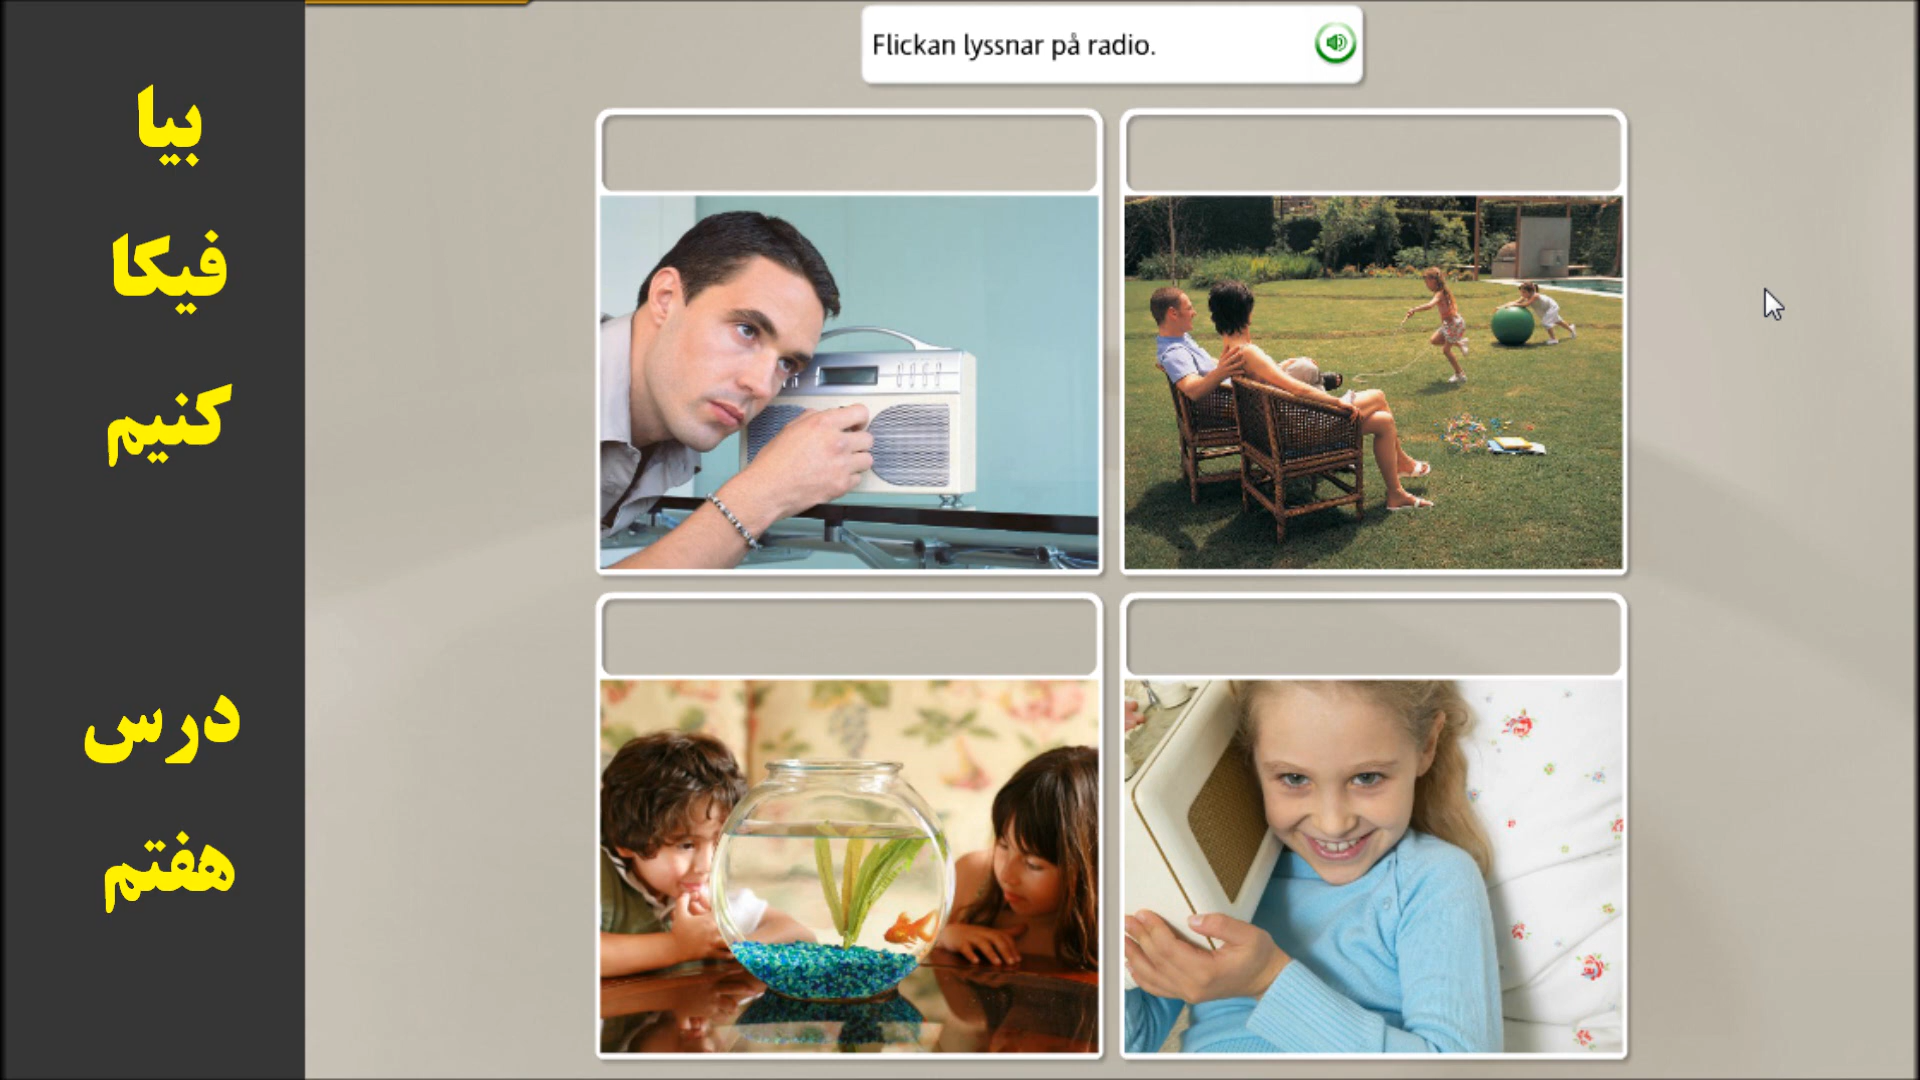 بیا
فیکا
کنیم
درس
هفتم
Flickan lyssnar på radio.